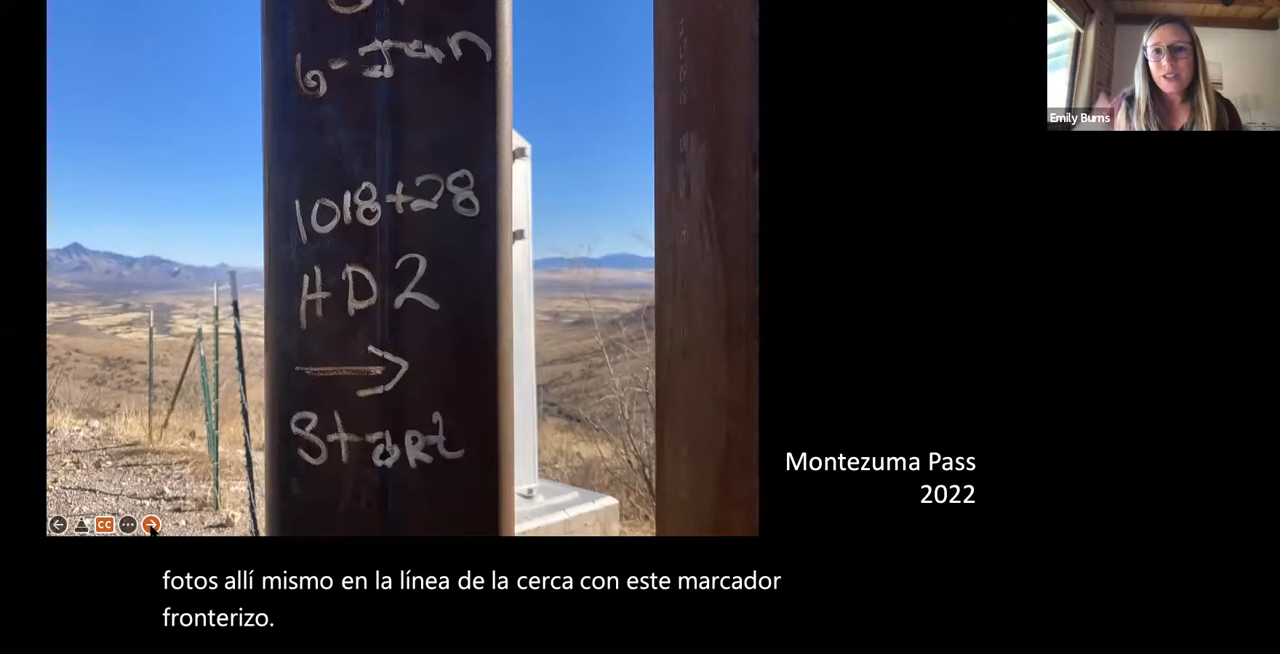 6-Jan
1018+28
HD2
Start
Emily Burns
Montezuma Pass
2022
CC
fotos allí mismo en la línea de la cerca con este marcador
fronterizo.